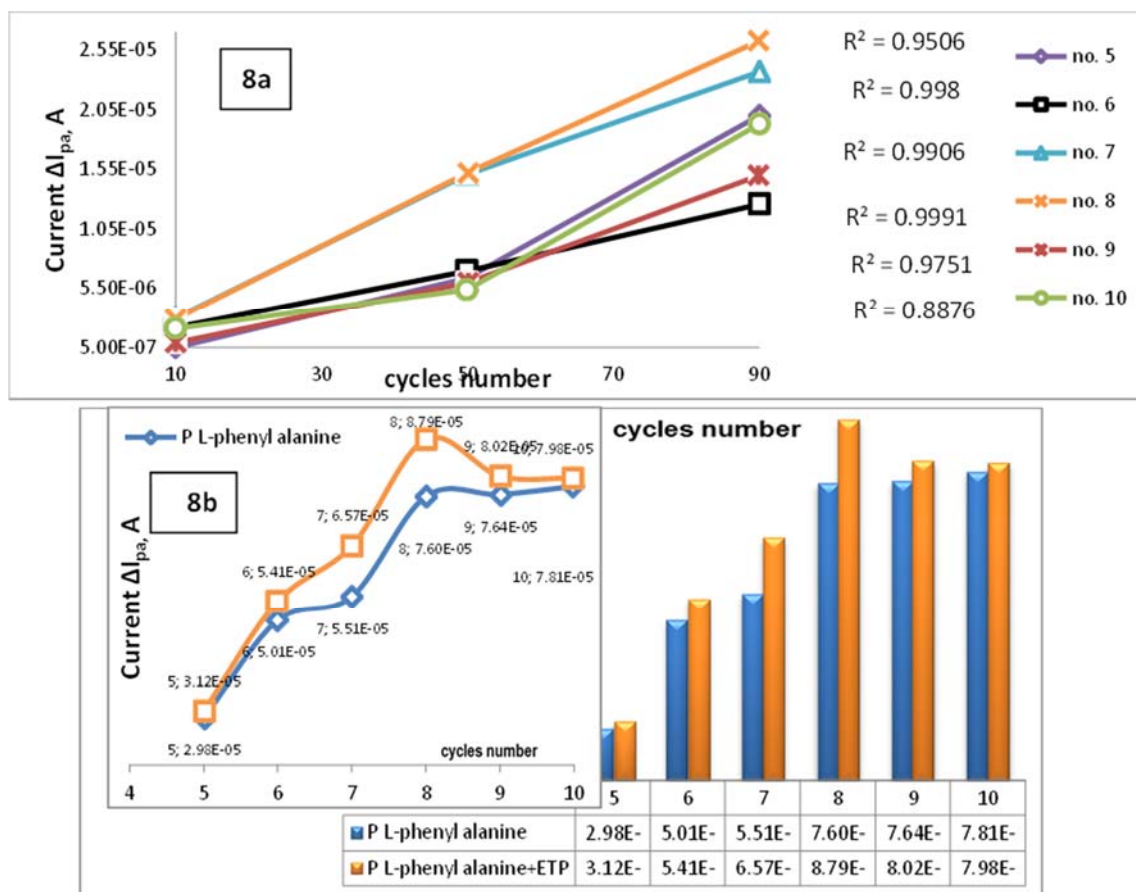 8a
Current ΔIpa, A
2.55E-05
2.05E-05
1.55E-05
1.05E-05
5.50E-06
5.00E-07
10 30 50 70 90
cycles number
R² = 0.9506
R² = 0.998
R² = 0.9906
R² = 0.9991
R² = 0.9751
R² = 0.8876
no. 5
no. 6
no. 7
no. 8
no. 9
no. 10
P L-phenyl alanine
8b
Current ΔIpa, A
8; 8.79E-05
9; 8.02E-05
10; 7.98E-05
7; 6.57E-05
9; 7.64E-05
8; 7.60E-05
6; 5.41E-05
10; 7.81E-05
7; 5.51E-05
6; 5.01E-05
5; 3.12E-05
5; 2.98E-05
cycles number
4 5 6 7 8 9 10
cycles number
5 6 7 8 9 10
P L-phenyl alanine 2.98E- 5.01E- 5.51E- 7.60E- 7.64E- 7.81E-
P L-phenyl alanine+ETP 3.12E- 5.41E- 6.57E- 8.79E- 8.02E- 7.98E-